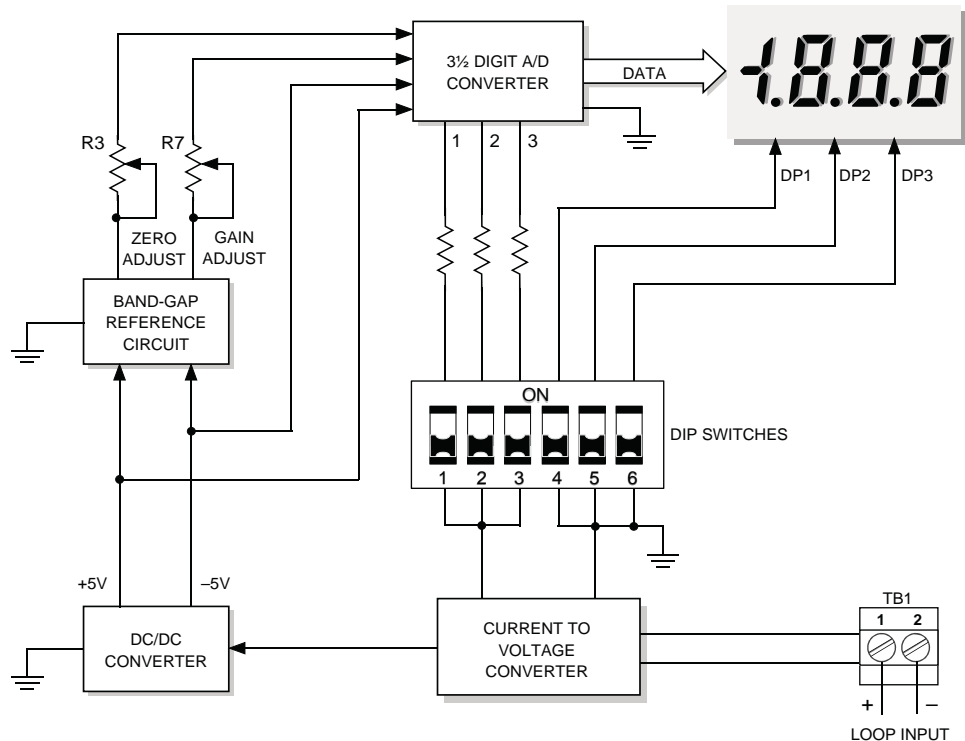 3½ DIGIT A/D
CONVERTER
DATA
-1.8.8.8
R3
R7
1
2
3
DP1
DP2
DP3
ZERO
ADJUST
GAIN
ADJUST
BAND-GAP
REFERENCE
CIRCUIT
ON
DIP SWITCHES
1 2 3 4 5 6
+5V
–5V
DC/DC
CONVERTER
CURRENT TO
VOLTAGE
CONVERTER
TB1
1 2
+ –
LOOP INPUT